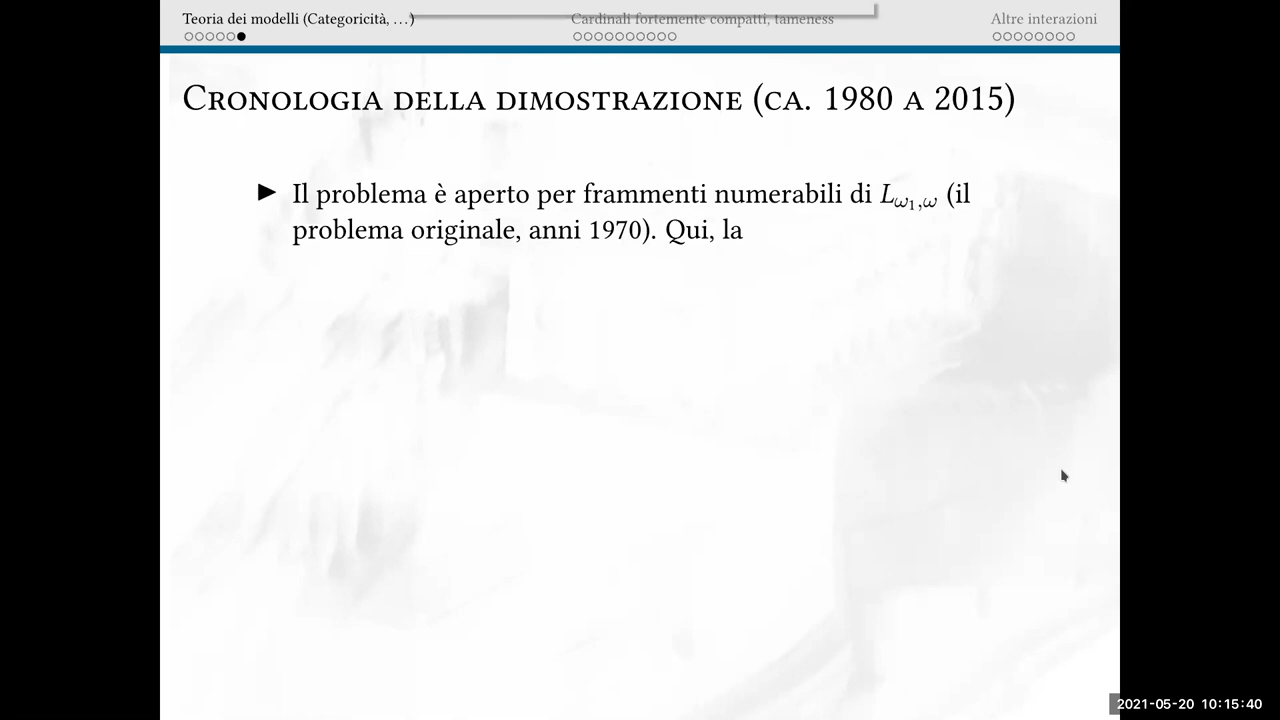 Teoria dei modelli (Categoricità, …)
Cardinali fortemente compatti, tameness
Altre interazioni
Cronologia della dimostrazione (ca. 1980 a 2015)
▶ Il problema è aperto per frammenti numerabili di L_{ω₁,ω} (il
problema originale, anni 1970). Qui, la
2021-05-20 10:15:40